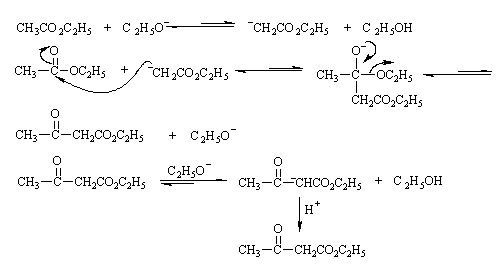 CH3CO2C2H5 + C2H5O⁻ ⁻CH2CO2C2H5 + C2H5OH
O
CH3—C—OC2H5 + ⁻CH2CO2C2H5
O⁻
CH3—C—OC2H5
CH2CO2C2H5
O
CH3—C—CH2CO2C2H5 + C2H5O⁻
O
CH3—C—CH2CO2C2H5 C2H5O⁻
O
CH3—C—⁻CHCO2C2H5 + C2H5OH
H⁺
O
CH3—C—CH2CO2C2H5